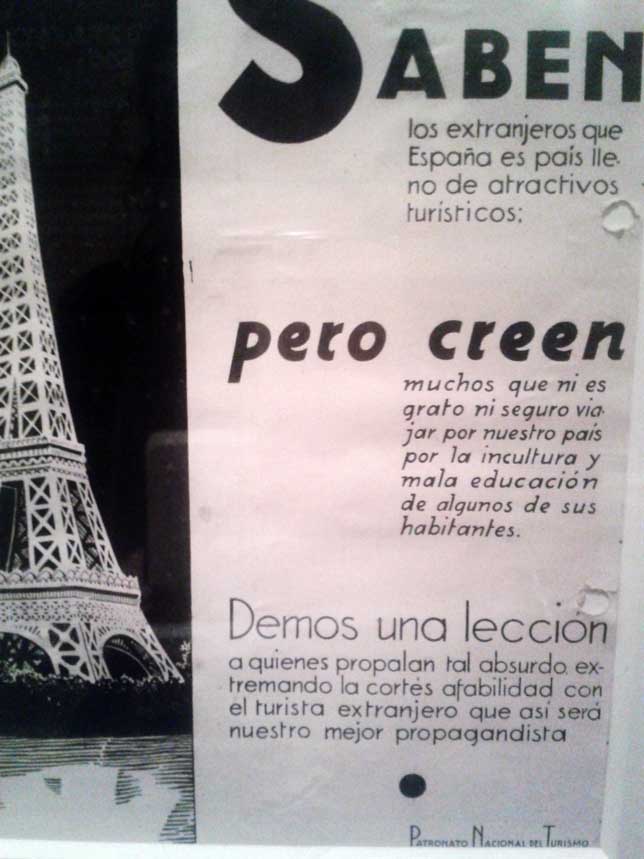 SABEN
los extranjeros que
España es país lle-
no de atractivos
turísticos;
pero creen
muchos que ni es
grato ni seguro via-
jar por nuestro país
por la incultura y
mala educación
de algunos de sus
habitantes.
Demos una lección
a quienes propalan tal absurdo, ex-
tremando la cortés afabilidad con
el turista extranjero que así será
nuestro mejor propagandista
PATRONATO NACIONAL DEL TURISMO